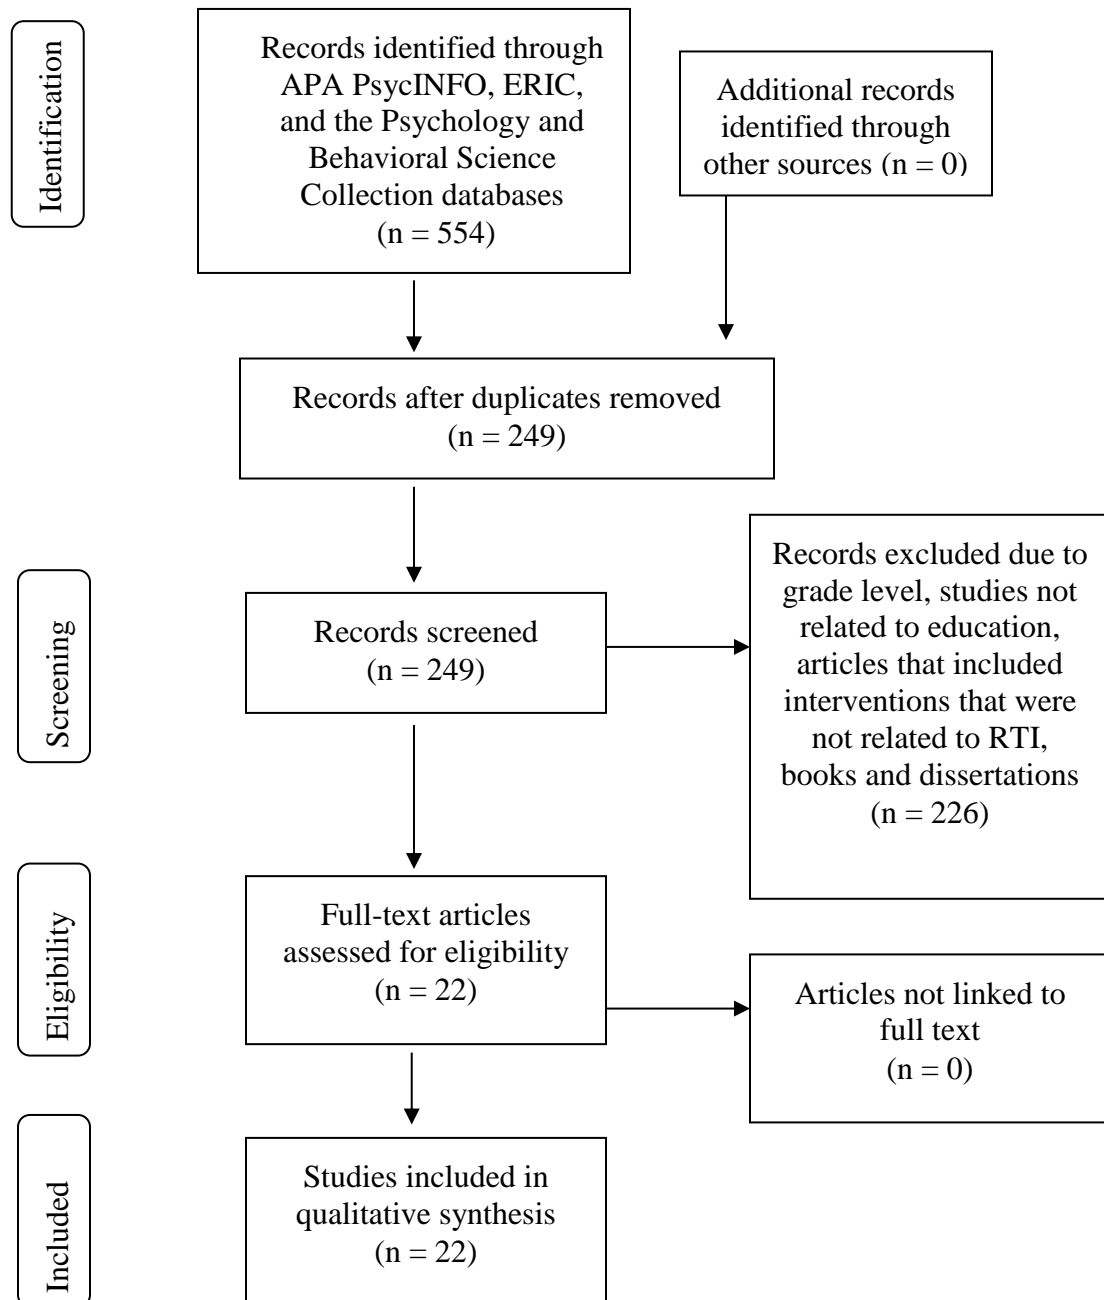 Identification
Records identified through
APA PsycINFO, ERIC,
and the Psychology and
Behavioral Science
Collection databases
(n = 554)
Additional records
identified through
other sources (n = 0)
Records after duplicates removed
(n = 249)
Screening
Records screened
(n = 249)
Records excluded due to
grade level, studies not
related to education,
articles that included
interventions that were
not related to RTI,
books and dissertations
(n = 226)
Eligibility
Full-text articles
assessed for eligibility
(n = 22)
Articles not linked to
full text
(n = 0)
Included
Studies included in
qualitative synthesis
(n = 22)